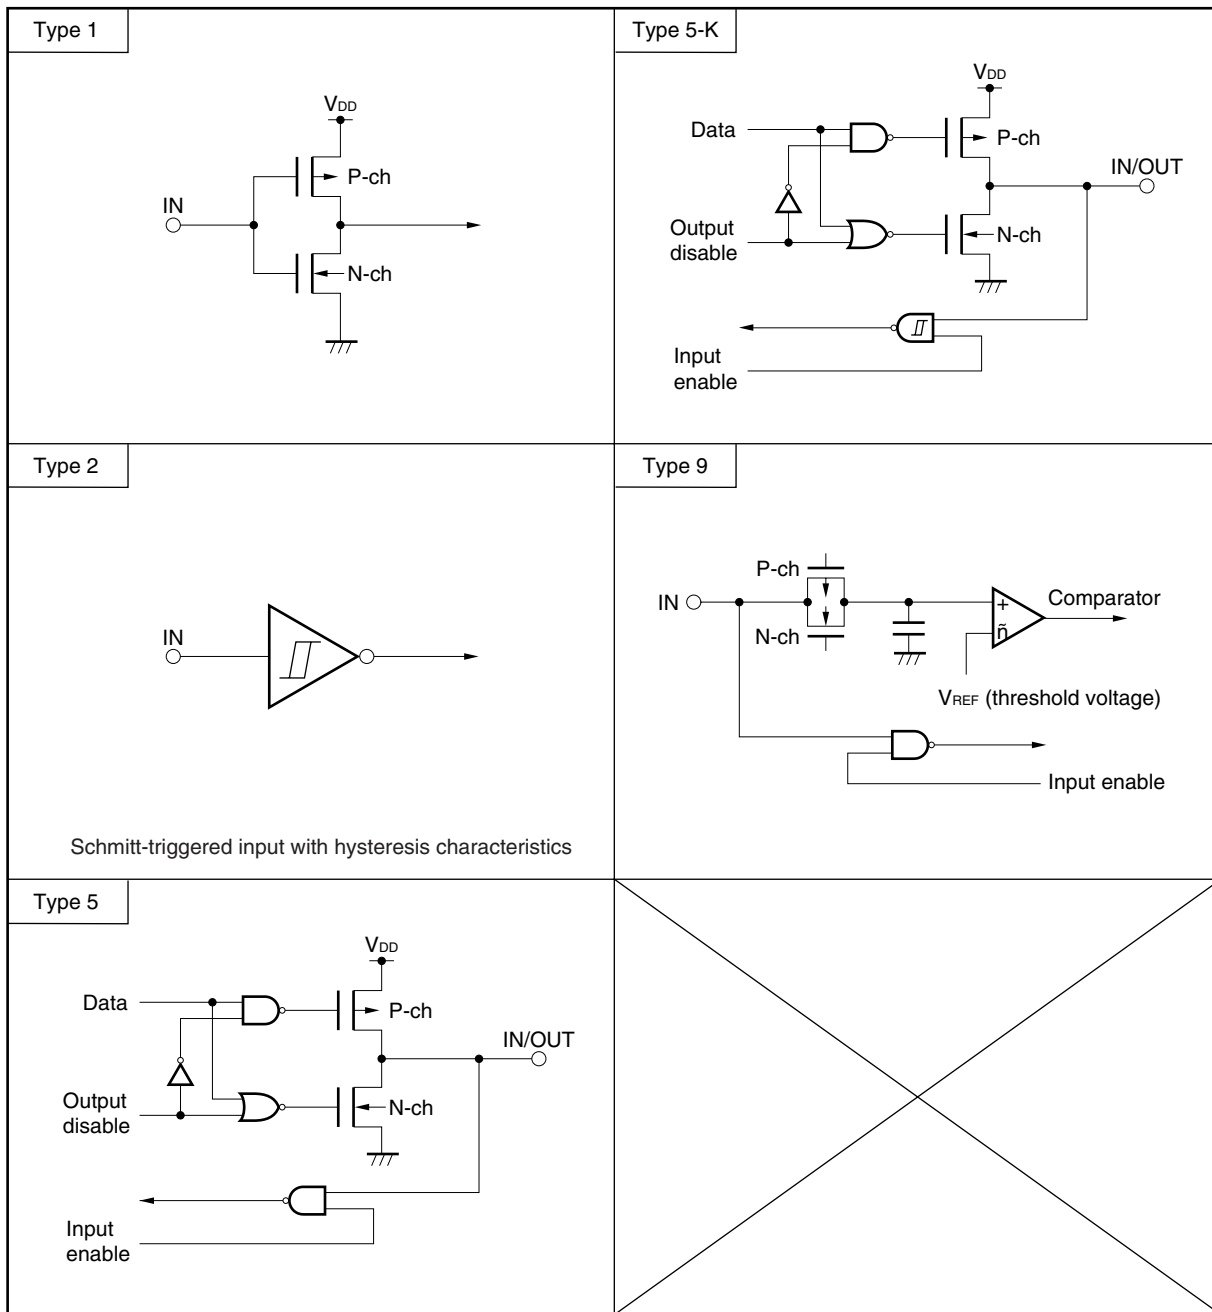 Type 1
VDD
P-ch
IN
N-ch
Type 5-K
VDD
Data
P-ch
IN/OUT
Output
disable
N-ch
Input
enable
Type 2
IN
Schmitt-triggered input with hysteresis characteristics
Type 9
P-ch
IN
N-ch
+
ñ
Comparator
VREF (threshold voltage)
Input enable
Type 5
VDD
Data
P-ch
IN/OUT
Output
disable
N-ch
Input
enable